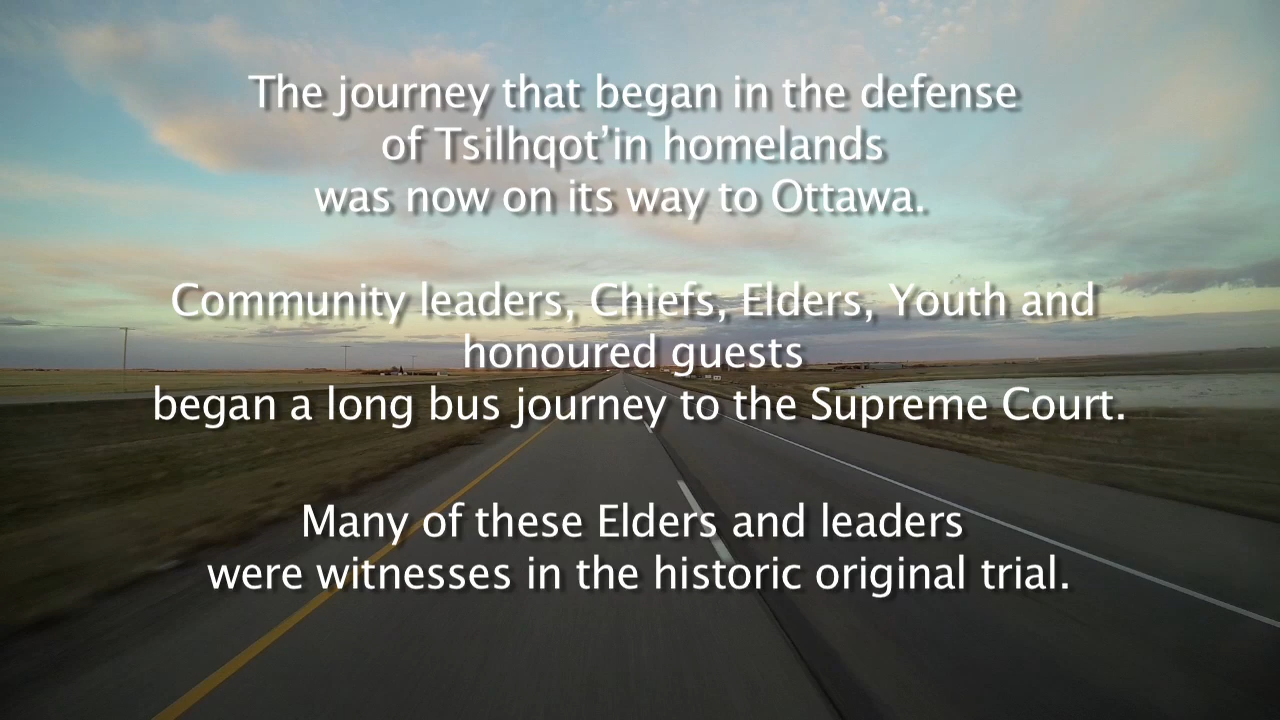 The journey that began in the defense
of Tsilhqot’in homelands
was now on its way to Ottawa.
Community leaders, Chiefs, Elders, Youth and
honoured guests
began a long bus journey to the Supreme Court.
Many of these Elders and leaders
were witnesses in the historic original trial.